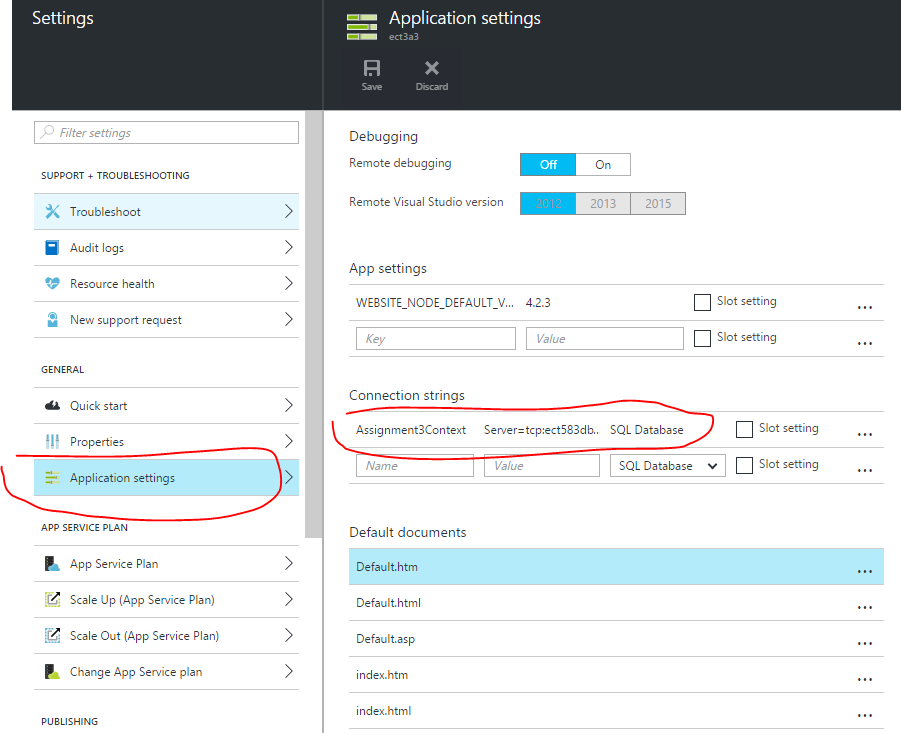 Settings
Application settings
ect3a3
Save
Discard
Filter settings
SUPPORT + TROUBLESHOOTING
Troubleshoot
Audit logs
Resource health
New support request
GENERAL
Quick start
Properties
Application settings
APP SERVICE PLAN
App Service Plan
Scale Up (App Service Plan)
Scale Out (App Service Plan)
Change App Service plan
PUBLISHING
Debugging
Remote debugging Off On
Remote Visual Studio version 2012 2013 2015
App settings
WEBSITE_NODE_DEFAULT_V... 4.2.3 Slot setting ...
Key Value Slot setting ...
Connection strings
Assignment3Context Server=tcp:ect583db... SQL Database Slot setting ...
Name Value SQL Database Slot setting ...
Default documents
Default.htm ...
Default.html ...
Default.asp ...
index.htm ...
index.html ...